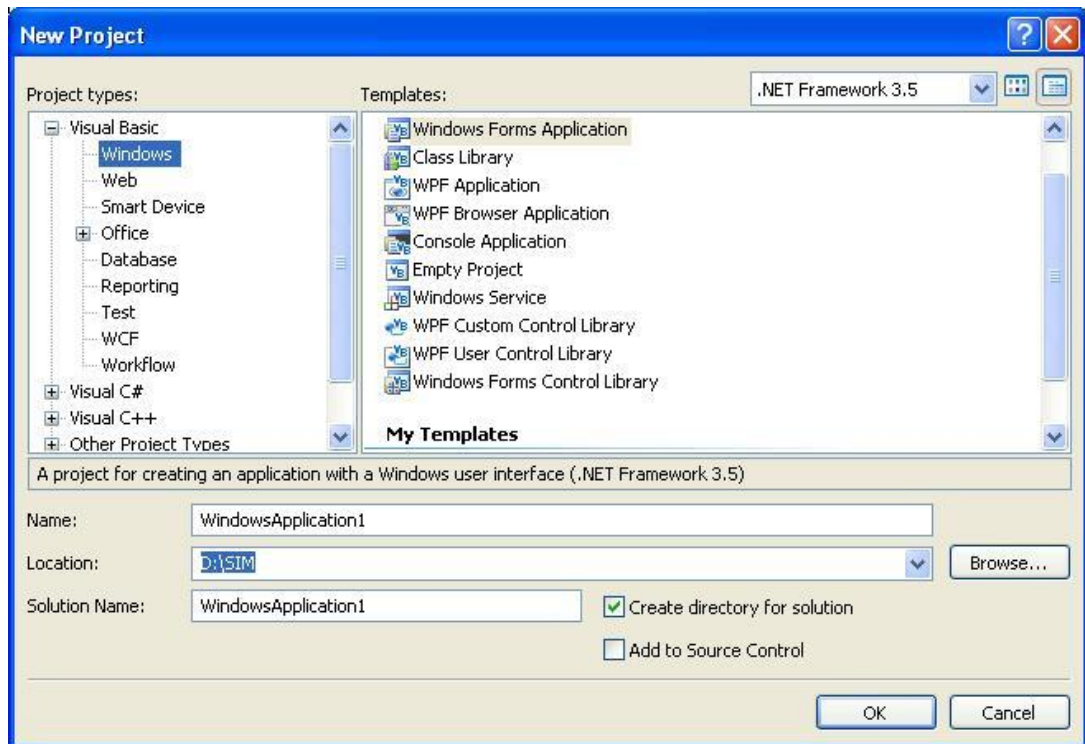 New Project
Project types:
Templates:
.NET Framework 3.5
Visual Basic
Windows
Web
Smart Device
Office
Database
Reporting
Test
WCF
Workflow
Visual C#
Visual C++
Other Project Types
Windows Forms Application
Class Library
WPF Application
WPF Browser Application
Console Application
Empty Project
Windows Service
WPF Custom Control Library
WPF User Control Library
Windows Forms Control Library
My Templates
A project for creating an application with a Windows user interface (.NET Framework 3.5)
Name:
WindowsApplication1
Location:
D:\SIM
Browse...
Solution Name:
WindowsApplication1
Create directory for solution
Add to Source Control
OK
Cancel